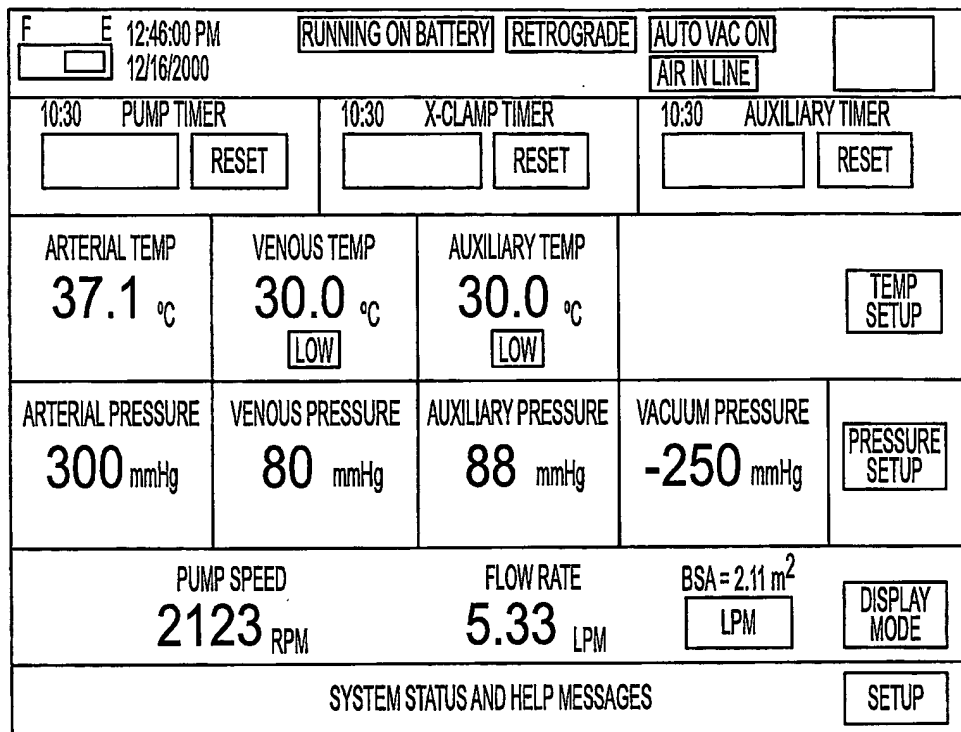 F E 12:46:00 PM RUNNING ON BATTERY RETROGRADE AUTO VAC ON
12/16/2000 AIR IN LINE
10:30 PUMP TIMER 10:30 X-CLAMP TIMER 10:30 AUXILIARY TIMER
RESET RESET RESET
ARTERIAL TEMP VENOUS TEMP AUXILIARY TEMP
37.1 ºC 30.0 ºC 30.0 ºC TEMP SETUP
LOW LOW
ARTERIAL PRESSURE VENOUS PRESSURE AUXILIARY PRESSURE VACUUM PRESSURE
300 mmHg 80 mmHg 88 mmHg -250 mmHg PRESSURE SETUP
PUMP SPEED FLOW RATE BSA = 2.11 m²
2123 RPM 5.33 LPM LPM DISPLAY MODE
SYSTEM STATUS AND HELP MESSAGES SETUP